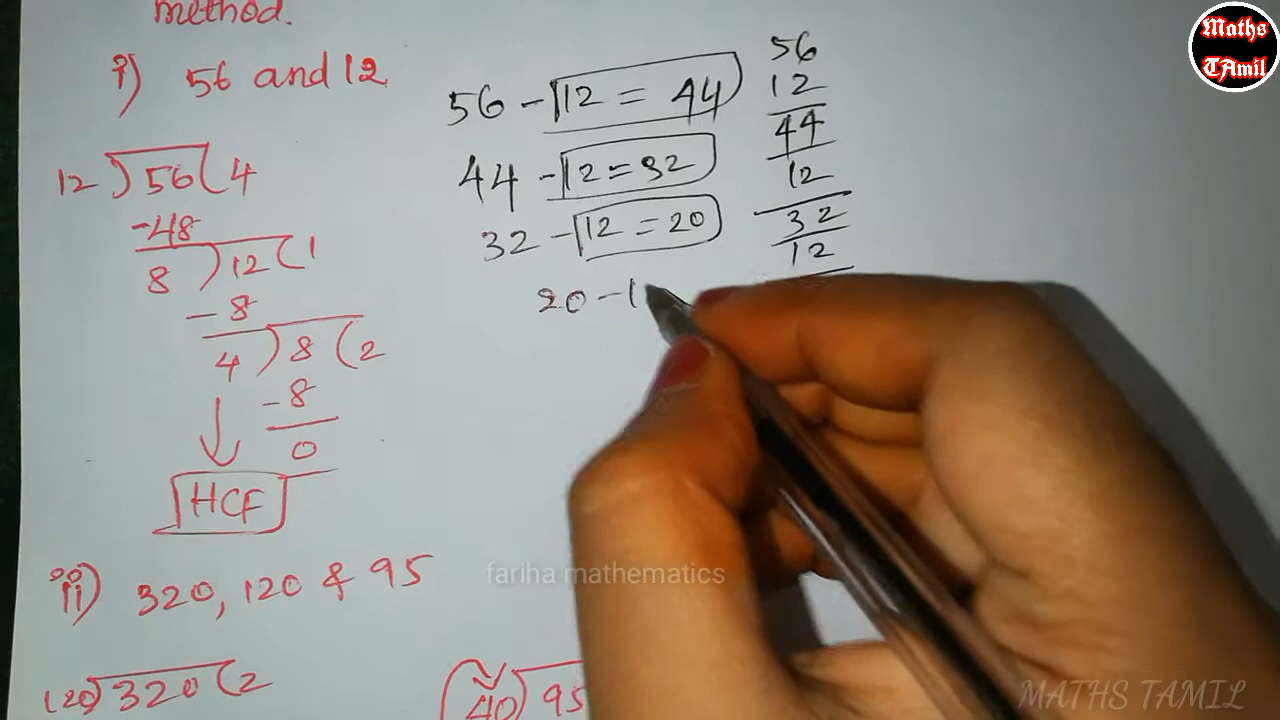 method.
i) 56 and 12
12 ) 56 ( 4
-48
8 ) 12 ( 1
- 8
4 ) 8 ( 2
- 8
0
HCF
ii) 320, 120 & 95
120) 320 ( 2
56 - 12 = 44
44 - 12 = 32
32 - 12 = 20
20 - 1
56
12
44
12
32
12
40 ) 95
Maths
TAmil
fariha mathematics
MATHS TAMIL